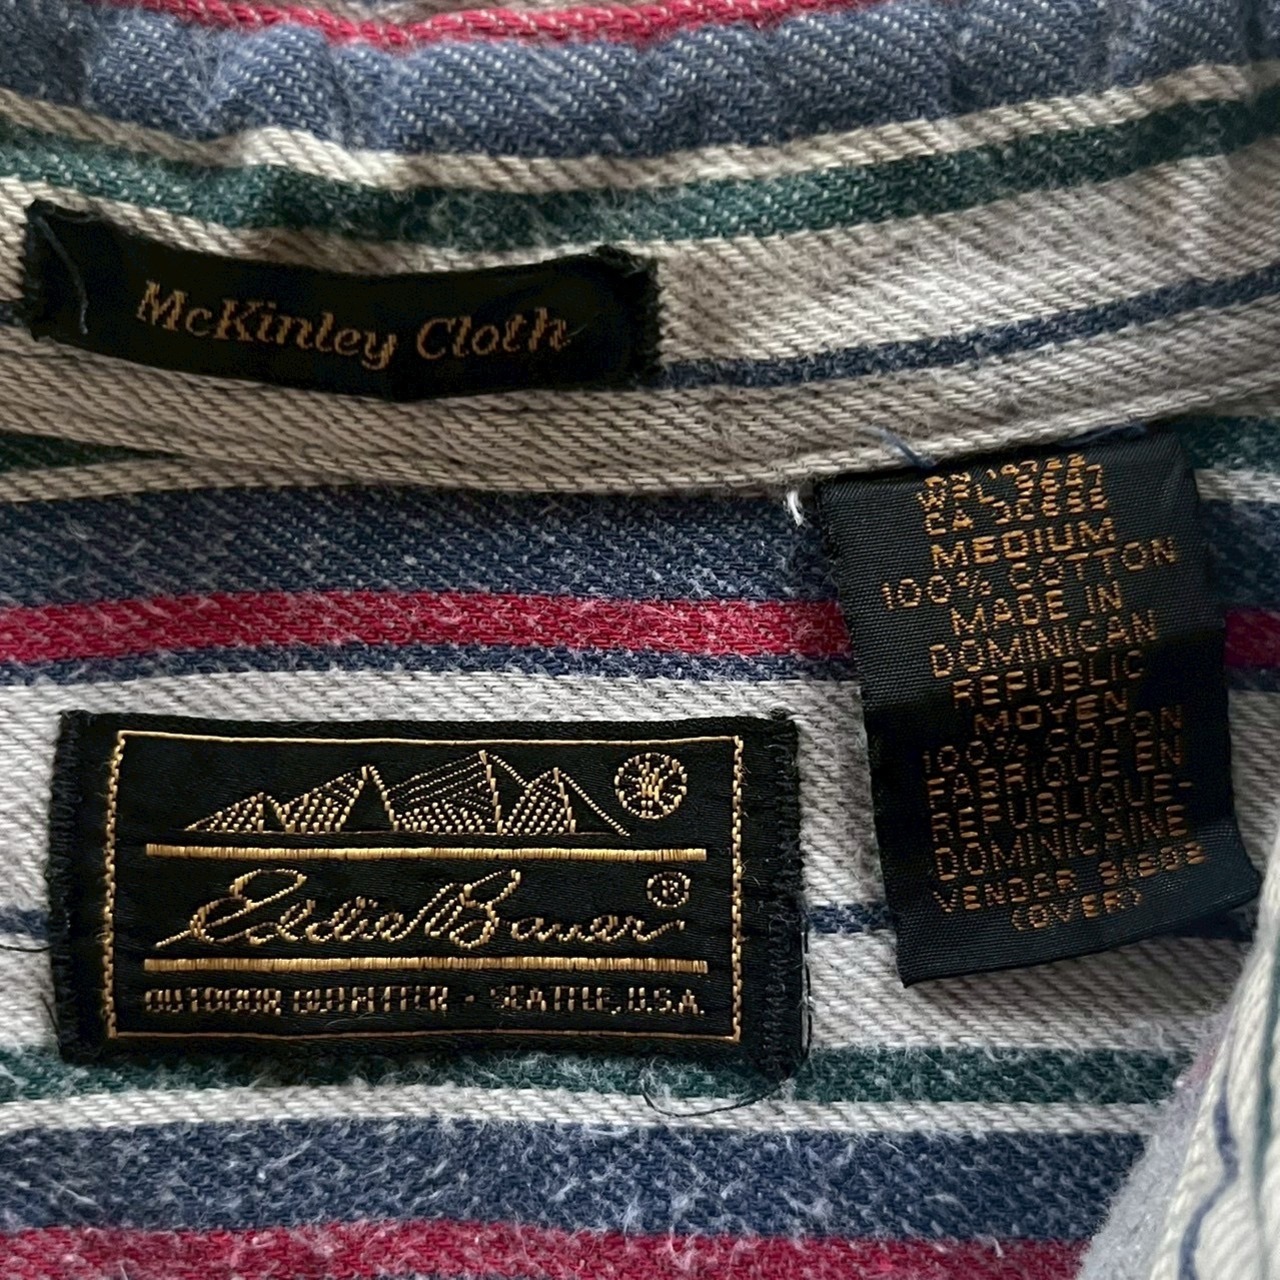 McKinley Cloth
MEDIUM
100% COTTON
MADE IN
DOMINICAN
REPUBLIC
MOYEN
100% COTON
FABRIQUE EN
REPUBLIQUE-
DOMINICAINE
VENDOR
(OVER)
Eddie Bauer ®
OUTDOOR OUTFITTER · SEATTLE, U.S.A.